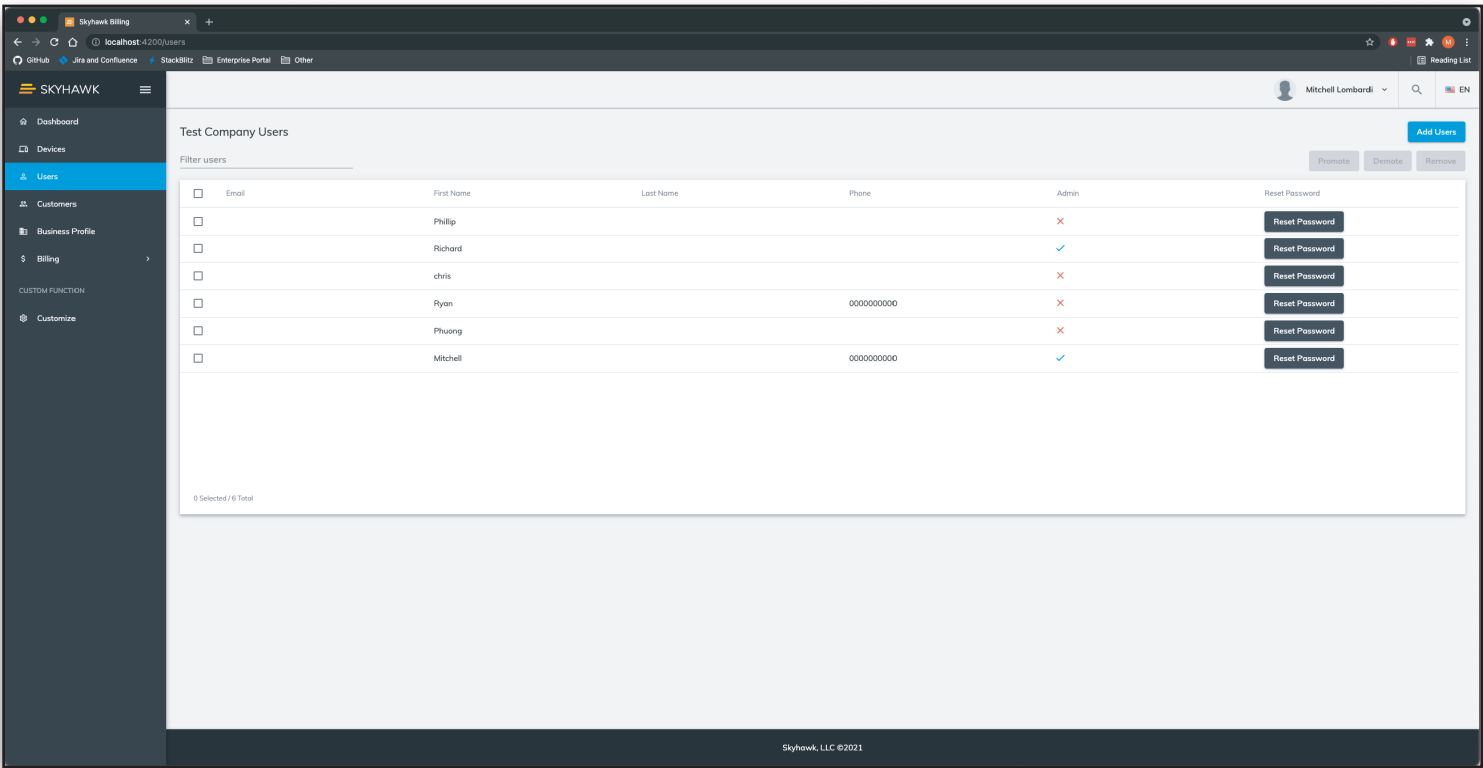 Skyhawk Billing
localhost:4200/users
GitHub Jira and Confluence StackBlitz Enterprise Portal Other Reading List
SKYHAWK Mitchell Lombardi EN
Dashboard
Devices
Users
Customers
Business Profile
$ Billing
CUSTOM FUNCTION
Customize
Test Company Users Add Users
Filter users Promote Demote Remove
Email First Name Last Name Phone Admin Reset Password
Phillip Reset Password
Richard Reset Password
chris Reset Password
Ryan 0000000000 Reset Password
Phuong Reset Password
Mitchell 0000000000 Reset Password
0 Selected / 6 Total
Skyhawk, LLC ©2021